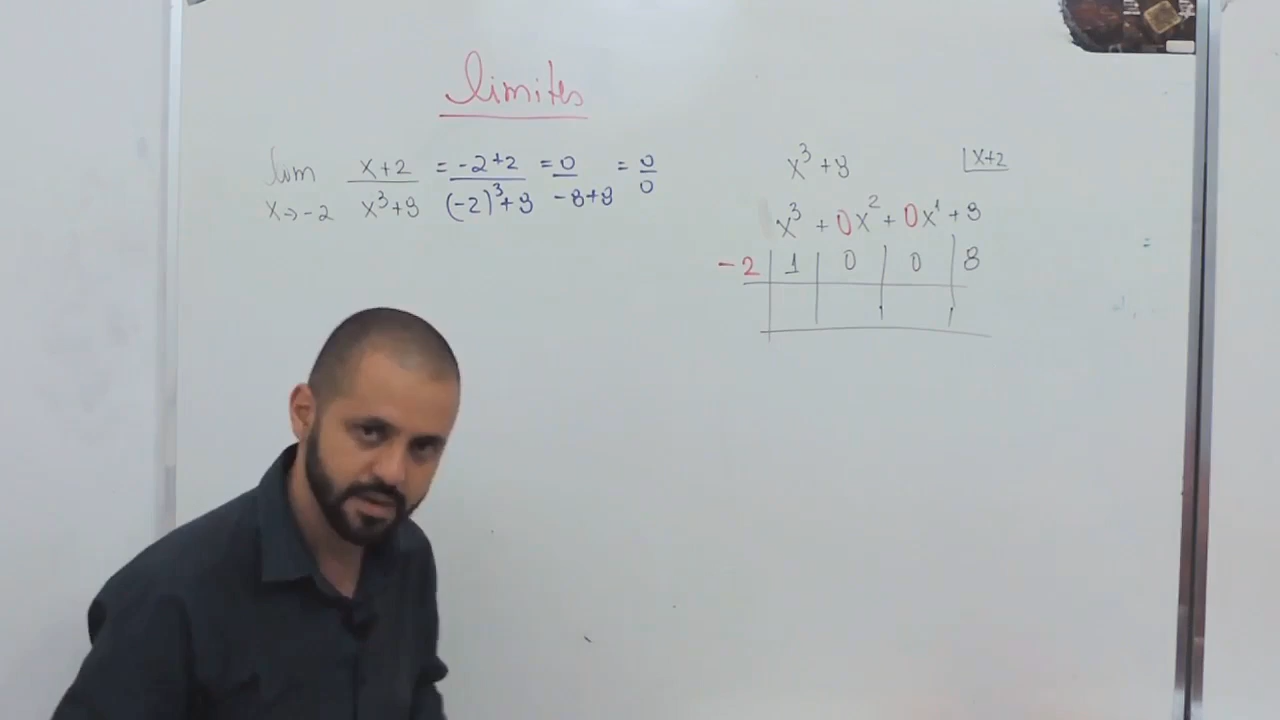 limites
lim x+2 = -2+2 = 0 = 0
x→-2 x³+8 (-2)³+8 -8+8 0
x³+8 |x+2
x³ + 0x² + 0x¹ + 8
-2 | 1 | 0 | 0 | 8